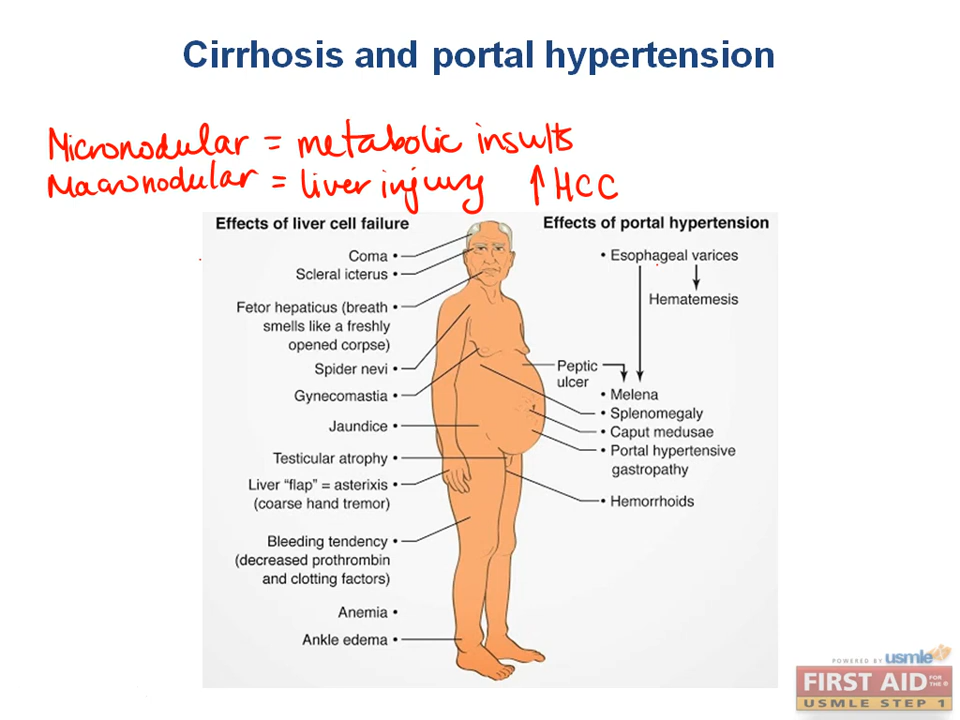 Cirrhosis and portal hypertension
Micronodular = metabolic insults
Macronodular = liver injury ↑ HCC
Effects of liver cell failure
Coma •
Scleral icterus •
Fetor hepaticus (breath •
smells like a freshly
opened corpse)
Spider nevi •
Gynecomastia •
Jaundice •
Testicular atrophy •
Liver “flap” = asterixis •
(coarse hand tremor)
Bleeding tendency •
(decreased prothrombin
and clotting factors)
Anemia •
Ankle edema •
Effects of portal hypertension
• Esophageal varices
Hematemesis
Peptic
ulcer
• Melena
• Splenomegaly
• Caput medusae
• Portal hypertensive
gastropathy
• Hemorrhoids
POWERED BY usmle
FIRST AID FOR THE ®
USMLE STEP 1